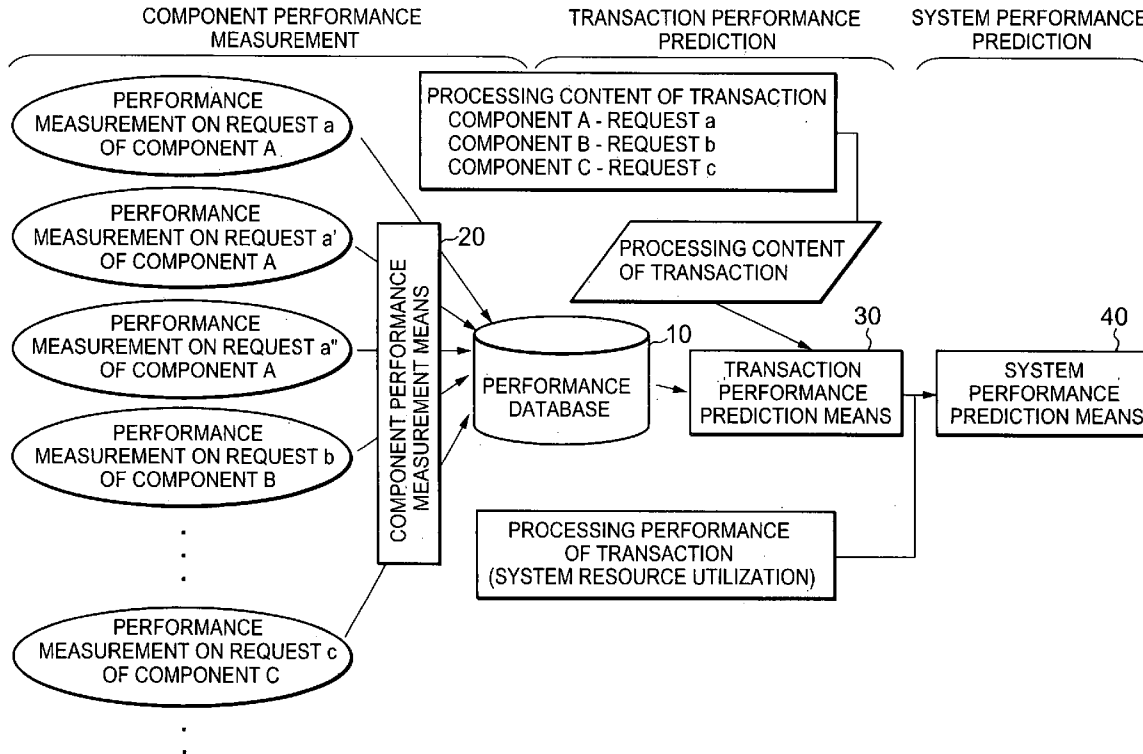 COMPONENT PERFORMANCE
MEASUREMENT
TRANSACTION PERFORMANCE
PREDICTION
SYSTEM PERFORMANCE
PREDICTION
PERFORMANCE
MEASUREMENT ON REQUEST a
OF COMPONENT A
PERFORMANCE
MEASUREMENT ON REQUEST a'
OF COMPONENT A
PERFORMANCE
MEASUREMENT ON REQUEST a"
OF COMPONENT A
PERFORMANCE
MEASUREMENT ON REQUEST b
OF COMPONENT B
PERFORMANCE
MEASUREMENT ON REQUEST c
OF COMPONENT C
COMPONENT PERFORMANCE
MEASUREMENT MEANS
20
PROCESSING CONTENT OF TRANSACTION
COMPONENT A - REQUEST a
COMPONENT B - REQUEST b
COMPONENT C - REQUEST c
PROCESSING CONTENT
OF TRANSACTION
10
PERFORMANCE
DATABASE
30
TRANSACTION
PERFORMANCE
PREDICTION MEANS
40
SYSTEM
PERFORMANCE
PREDICTION MEANS
PROCESSING PERFORMANCE
OF TRANSACTION
(SYSTEM RESOURCE UTILIZATION)